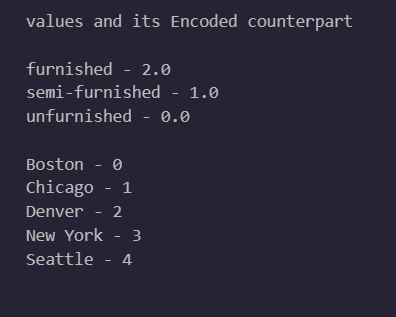 values and its Encoded counterpart
furnished - 2.0
semi-furnished - 1.0
unfurnished - 0.0
Boston - 0
Chicago - 1
Denver - 2
New York - 3
Seattle - 4